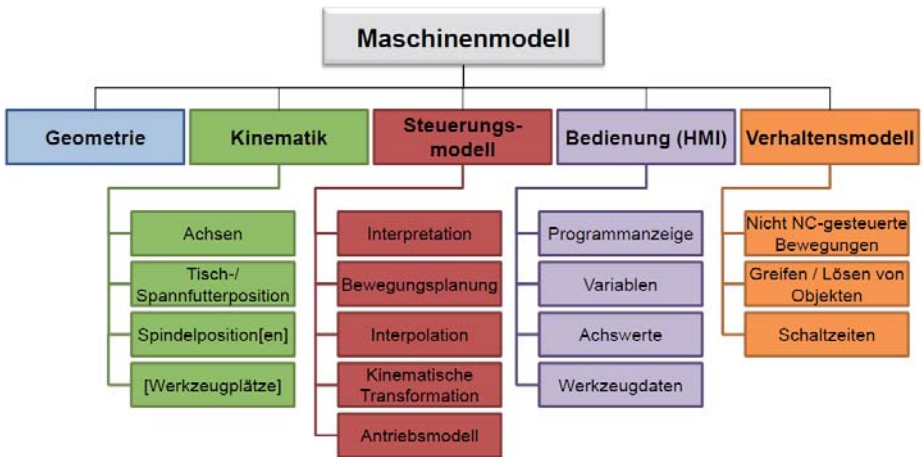 Maschinenmodell
Geometrie
Kinematik
Steuerungs-
modell
Bedienung (HMI)
Verhaltensmodell
Achsen
Tisch-/
Spannfutterposition
Spindelposition[en]
[Werkzeugplätze]
Interpretation
Bewegungsplanung
Interpolation
Kinematische
Transformation
Antriebsmodell
Programmanzeige
Variablen
Achswerte
Werkzeugdaten
Nicht NC-gesteuerte
Bewegungen
Greifen / Lösen von
Objekten
Schaltzeiten